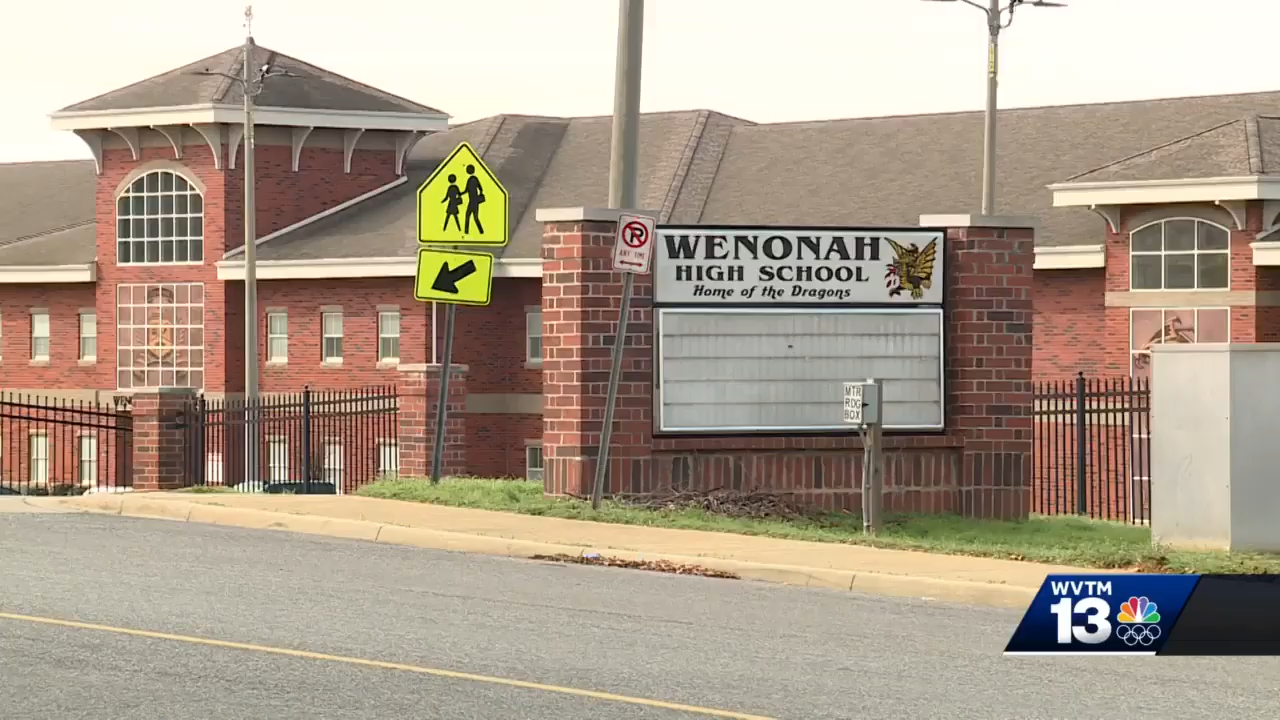 WENONAH
HIGH SCHOOL
Home of the Dragons
ANY TIME
MTR
RDG
BOX
WVTM
13